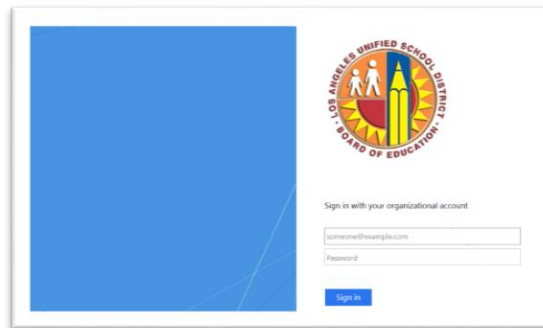 LOS ANGELES UNIFIED SCHOOL DISTRICT
BOARD OF EDUCATION
Sign in with your organizational account
someone@example.com
Password
Sign in